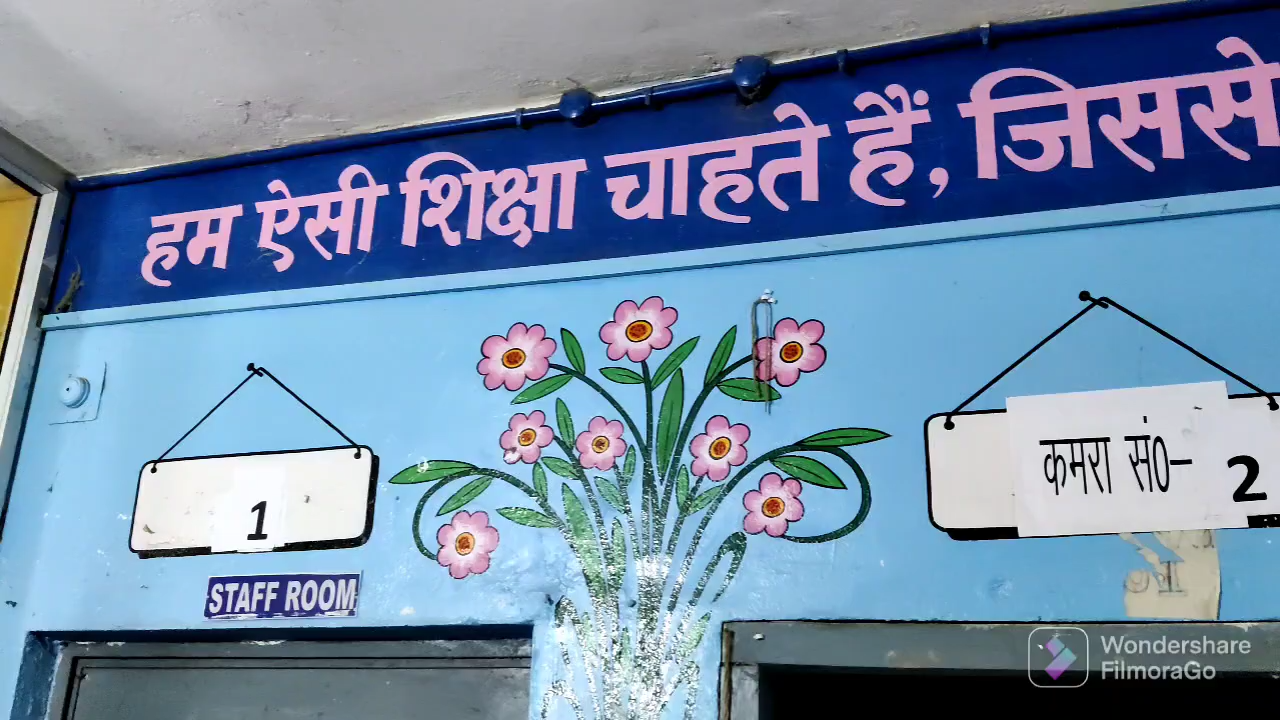 हम ऐसी शिक्षा चाहते हैं, जिससे
1
STAFF ROOM
कमरा सं०– 2
Wondershare
FilmoraGo